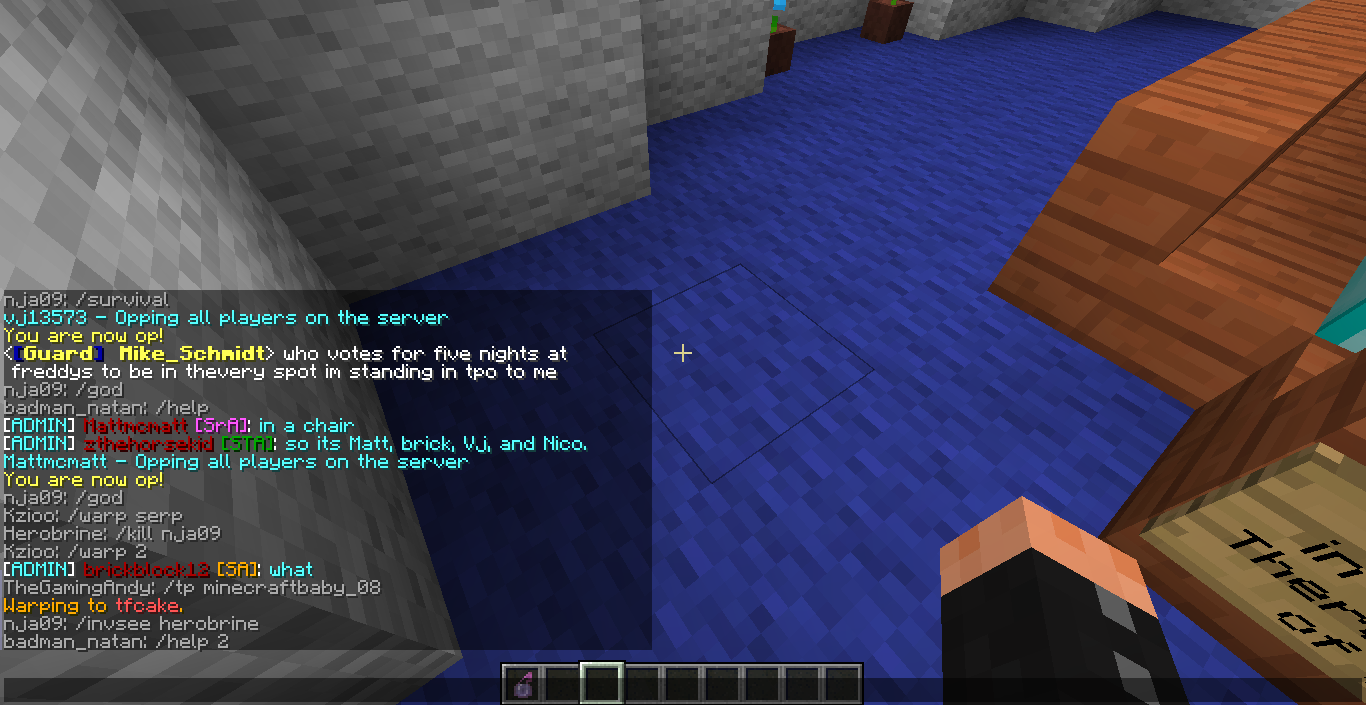 nja09: /survival
vj13573 - Opping all players on the server
You are now op!
<[Guard] Mike_Schmidt> who votes for five nights at
freddys to be in thevery spot im standing in tpo to me
nja09: /god
badman_natan: /help
[ADMIN] Mattmcmatt [SrA]: in a chair
[ADMIN] zthehorsekid [STA]: so its Matt, brick, Vj, and Nico.
Mattmcmatt - Opping all players on the server
You are now op!
nja09: /god
Kzioo: /warp serp
Herobrine: /kill nja09
Kzioo: /warp 2
[ADMIN] brickblock12 [SA]: what
TheGamingAndy: /tp minecraftbaby_08
Warping to tfcake.
nja09: /invsee herobrine
badman_natan: /help 2
in
Ther
of